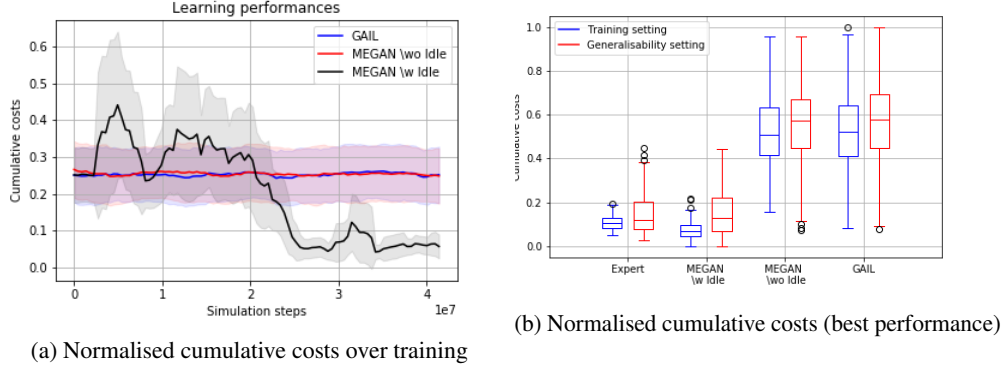 Learning performances
GAIL
MEGAN \wo Idle
MEGAN \w Idle
Cumulative costs
0.6
0.5
0.4
0.3
0.2
0.1
0.0
0
1
2
3
4
1e7
Simulation steps
(a) Normalised cumulative costs over training
Training setting
Generalisability setting
Cumulative costs
1.0
0.8
0.6
0.4
0.2
0.0
Expert
MEGAN
\w Idle
MEGAN
\wo Idle
GAIL
(b) Normalised cumulative costs (best performance)